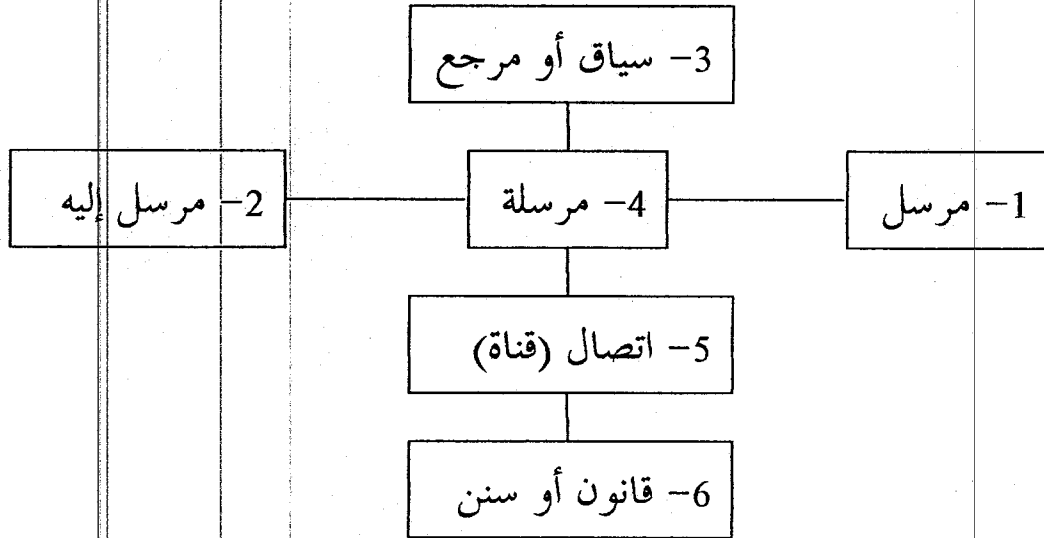 3- سياق أو مرجع
1- مرسل
4- مرسلة
2- مرسل إليه
5- اتصال (قناة)
6- قانون أو سنن